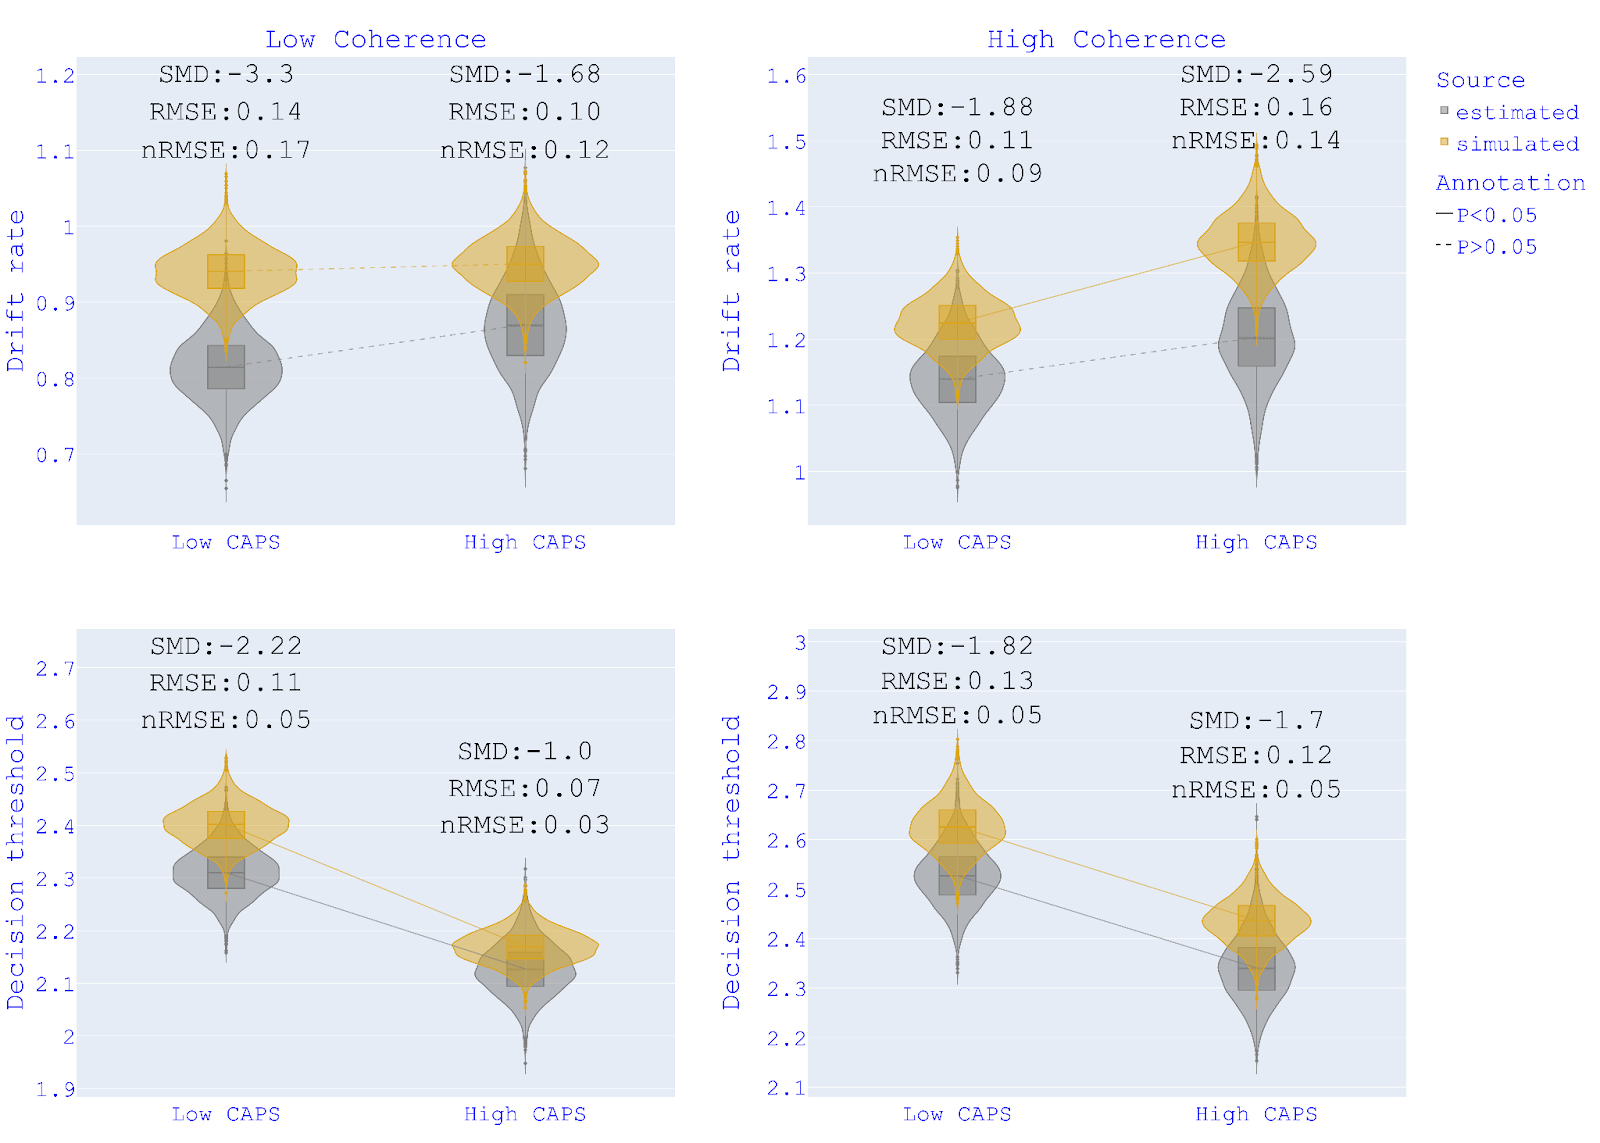 Low Coherence
SMD:-3.3
RMSE:0.14
nRMSE:0.17
SMD:-1.68
RMSE:0.10
nRMSE:0.12
1.2
1.1
1
0.9
0.8
0.7
Drift rate
Low CAPS
High CAPS
High Coherence
SMD:-1.88
RMSE:0.11
nRMSE:0.09
SMD:-2.59
RMSE:0.16
nRMSE:0.14
1.6
1.5
1.4
1.3
1.2
1.1
1
Drift rate
Low CAPS
High CAPS
Source
estimated
simulated
Annotation
P<0.05
P>0.05
SMD:-2.22
RMSE:0.11
nRMSE:0.05
SMD:-1.0
RMSE:0.07
nRMSE:0.03
2.7
2.6
2.5
2.4
2.3
2.2
2.1
2
1.9
Decision threshold
Low CAPS
High CAPS
SMD:-1.82
RMSE:0.13
nRMSE:0.05
SMD:-1.7
RMSE:0.12
nRMSE:0.05
3
2.9
2.8
2.7
2.6
2.5
2.4
2.3
2.2
2.1
Decision threshold
Low CAPS
High CAPS